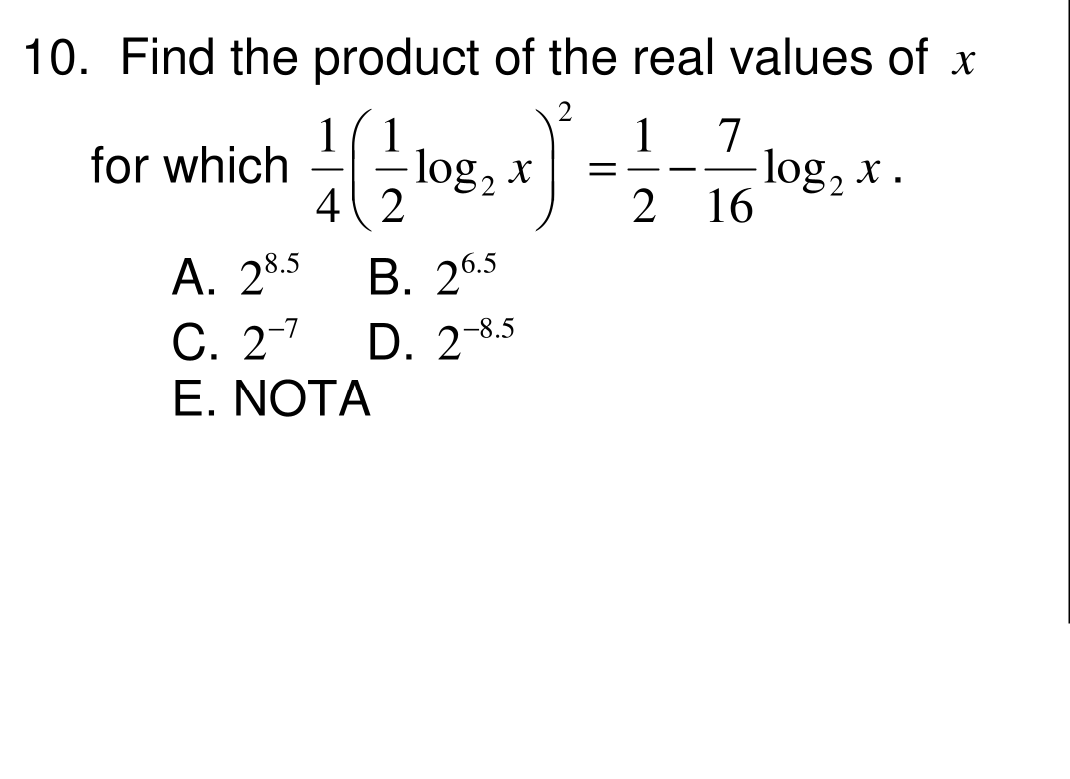 10. Find the product of the real values of x
for which \frac{1}{4}\left(\frac{1}{2}\log_2 x\right)^2 = \frac{1}{2} - \frac{7}{16}\log_2 x .
A. 2^{8.5} B. 2^{6.5}
C. 2^{-7} D. 2^{-8.5}
E. NOTA